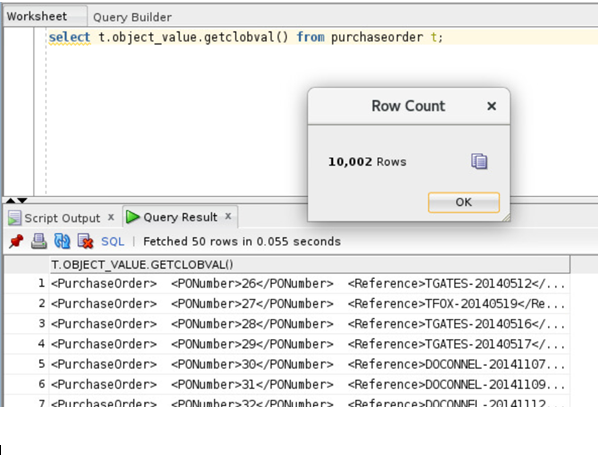 Worksheet Query Builder
select t.object_value.getclobval() from purchaseorder t;
Row Count ×
10,002 Rows
OK
Script Output × Query Result ×
SQL | Fetched 50 rows in 0.055 seconds
T.OBJECT_VALUE.GETCLOBVAL()
1 <PurchaseOrder> <PONumber>26</PONumber> <Reference>TGATES-20140512</...
2 <PurchaseOrder> <PONumber>27</PONumber> <Reference>TFOX-20140519</Re...
3 <PurchaseOrder> <PONumber>28</PONumber> <Reference>TGATES-20140516</...
4 <PurchaseOrder> <PONumber>29</PONumber> <Reference>TGATES-20140517</...
5 <PurchaseOrder> <PONumber>30</PONumber> <Reference>DOCONNEL-20141107...
6 <PurchaseOrder> <PONumber>31</PONumber> <Reference>DOCONNEL-20141109...
7 <PurchaseOrder> <PONumber>32</PONumber> <Reference>DOCONNEL-20141112...